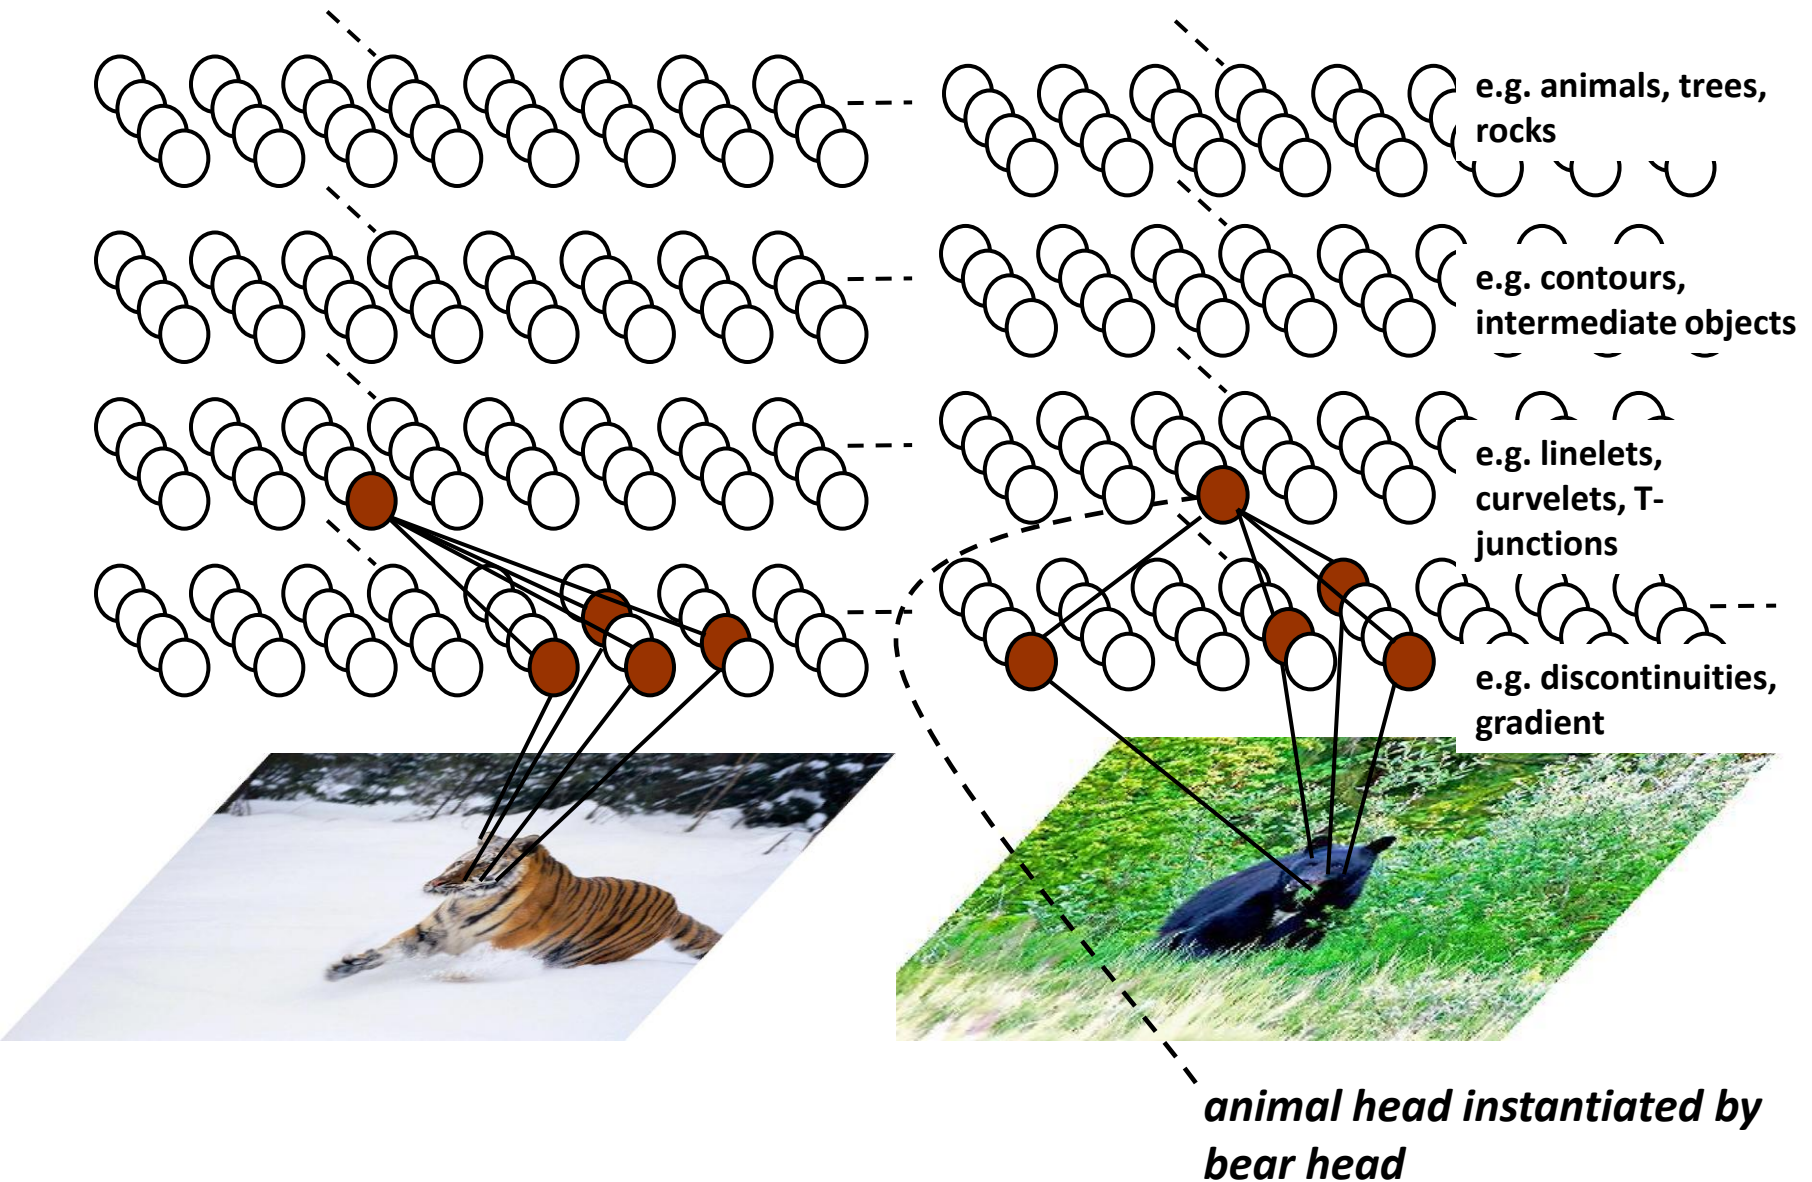 e.g. animals, trees,
rocks
e.g. contours,
intermediate objects
e.g. linelets,
curvelets, T-
junctions
e.g. discontinuities,
gradient
animal head instantiated by
bear head